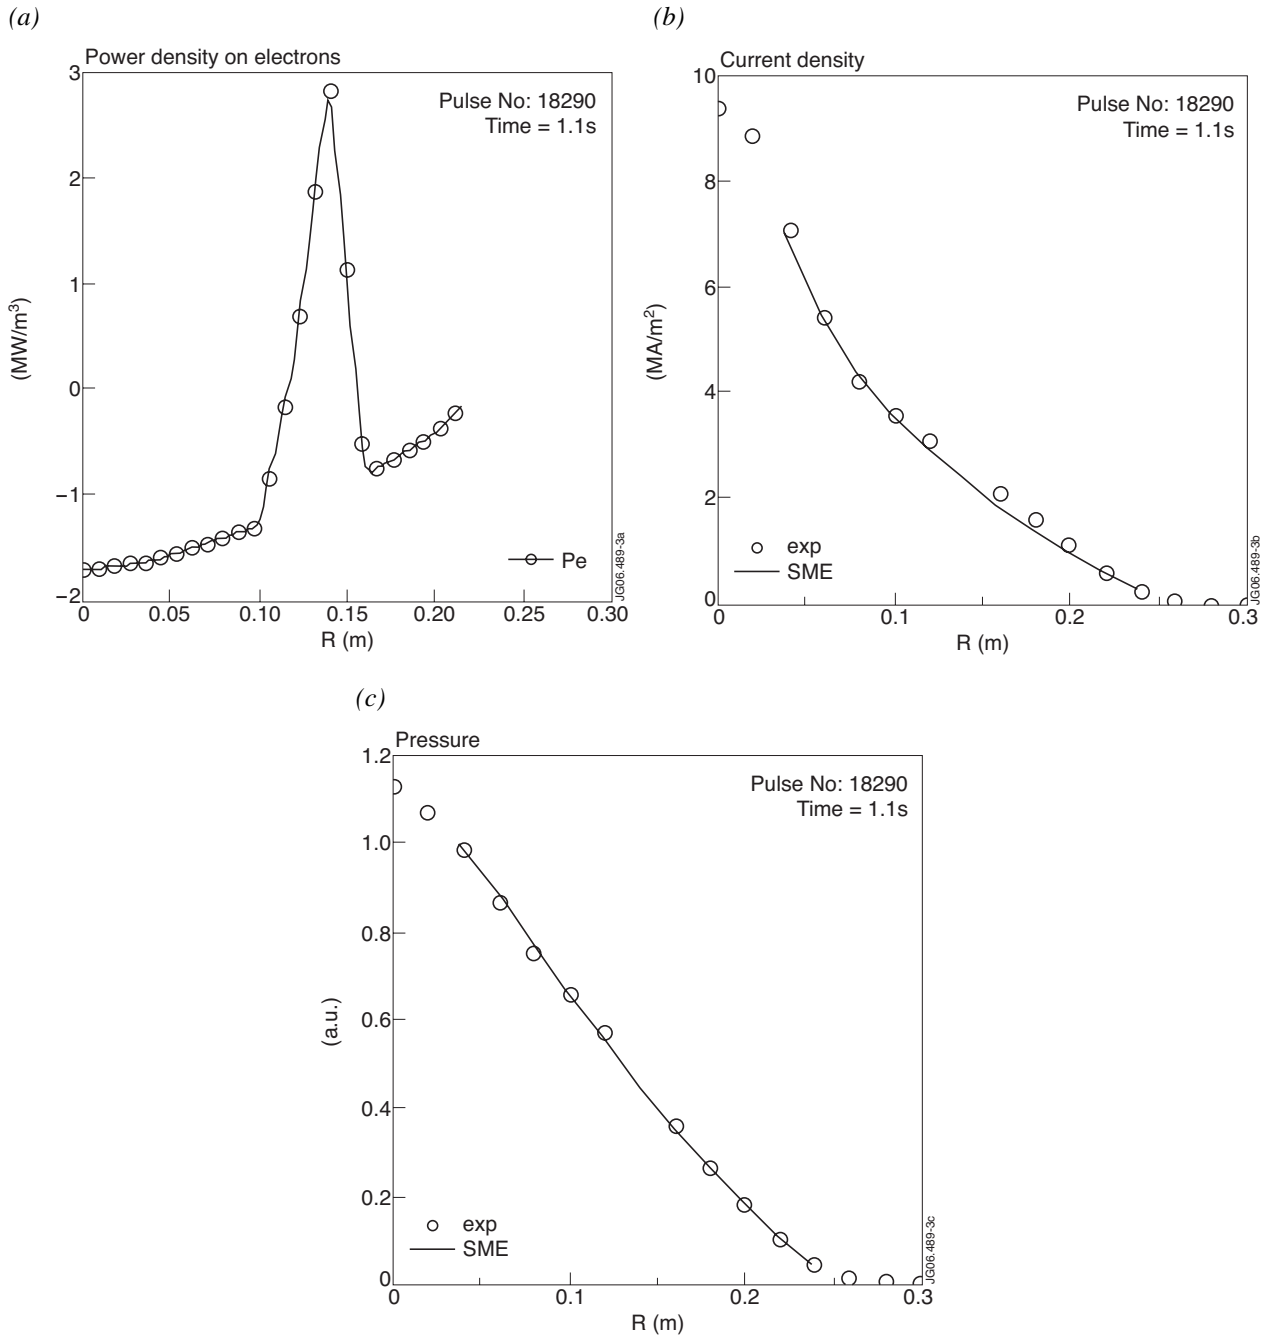 (a)
Power density on electrons
3
2
1
0
−1
−2
(MW/m³)
Pulse No: 18290
Time = 1.1s
Pe
JG06.489-3a
0 0.05 0.10 0.15 0.20 0.25 0.30
R (m)
(b)
Current density
10
8
6
4
2
0
(MA/m²)
Pulse No: 18290
Time = 1.1s
exp
SME
JG06.489-3b
0 0.1 0.2 0.3
R (m)
(c)
Pressure
1.2
1.0
0.8
0.6
0.4
0.2
0
(a.u.)
Pulse No: 18290
Time = 1.1s
exp
SME
JG06.489-3c
0 0.1 0.2 0.3
R (m)